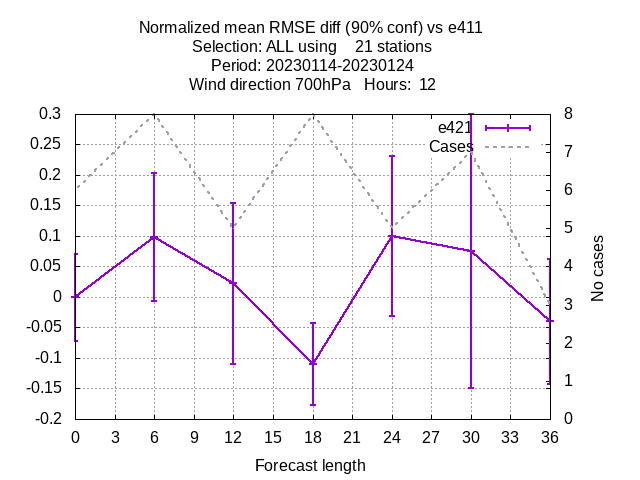 Normalized mean RMSE diff (90% conf) vs e411
Selection: ALL using    21 stations
Period: 20230114-20230124
Wind direction 700hPa   Hours:  12
e421
Cases
0.3
0.25
0.2
0.15
0.1
0.05
0
-0.05
-0.1
-0.15
-0.2
8
7
6
5
4
3
2
1
0
No cases
0 3 6 9 12 15 18 21 24 27 30 33 36
Forecast length